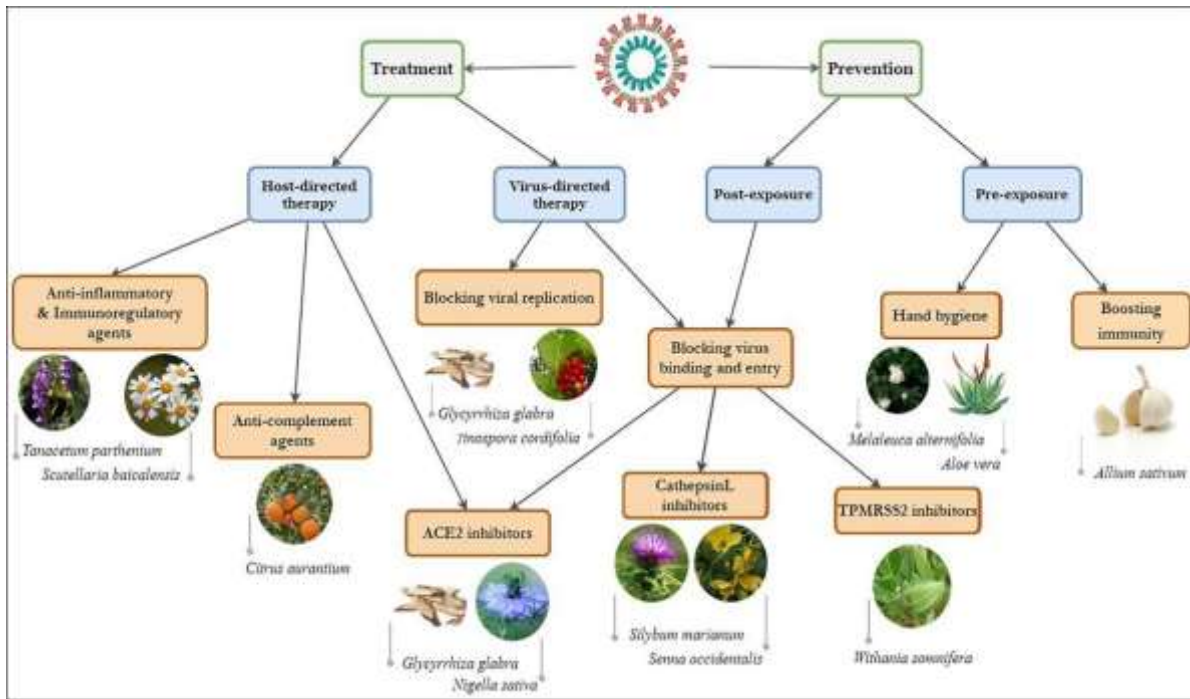 Treatment
Prevention
Host-directed
therapy
Virus-directed
therapy
Post-exposure
Pre-exposure
Anti-inflammatory
& Immunoregulatory
agents
Blocking viral replication
Hand hygiene
Boosting
immunity
Blocking virus
binding and entry
Tanacetum parthenium
Scutellaria baicalensis
Anti-complement
agents
Glycyrrhiza glabra
Tinospora cordifolia
Melaleuca alternifolia
Aloe vera
Allium sativum
Citrus aurantium
ACE2 inhibitors
CathepsinL
inhibitors
TPMRSS2 inhibitors
Glycyrrhiza glabra
Nigella sativa
Silybum marianum
Senna occidentalis
Withania somnifera